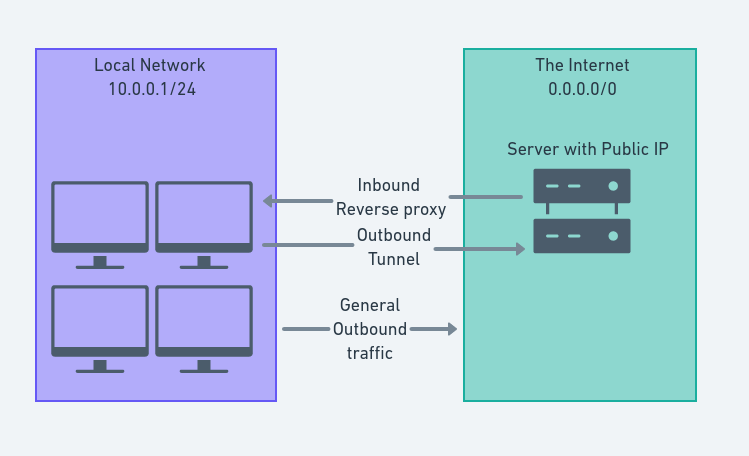 Local Network
10.0.0.1/24
The Internet
0.0.0.0/0
Server with Public IP
Inbound
Reverse proxy
Outbound
Tunnel
General
Outbound
traffic